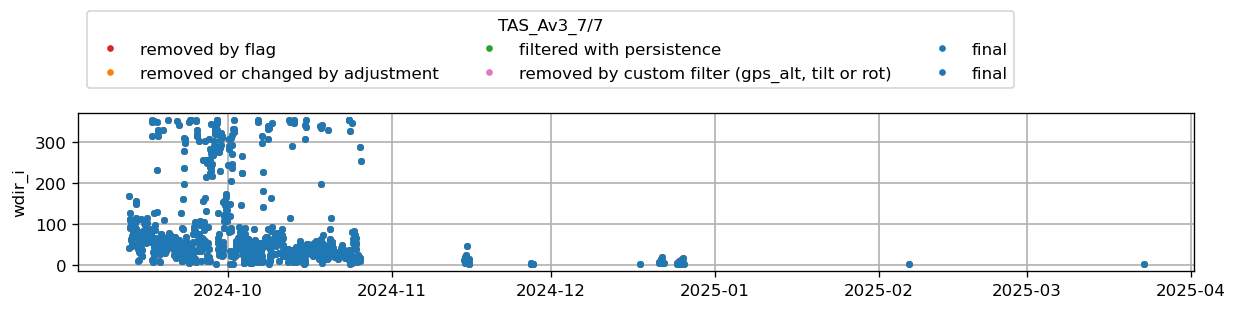 TAS_Av3_7/7
removed by flag
filtered with persistence
final
removed or changed by adjustment
removed by custom filter (gps_alt, tilt or rot)
final
wdir_i
300
200
100
0
2024-10
2024-11
2024-12
2025-01
2025-02
2025-03
2025-04